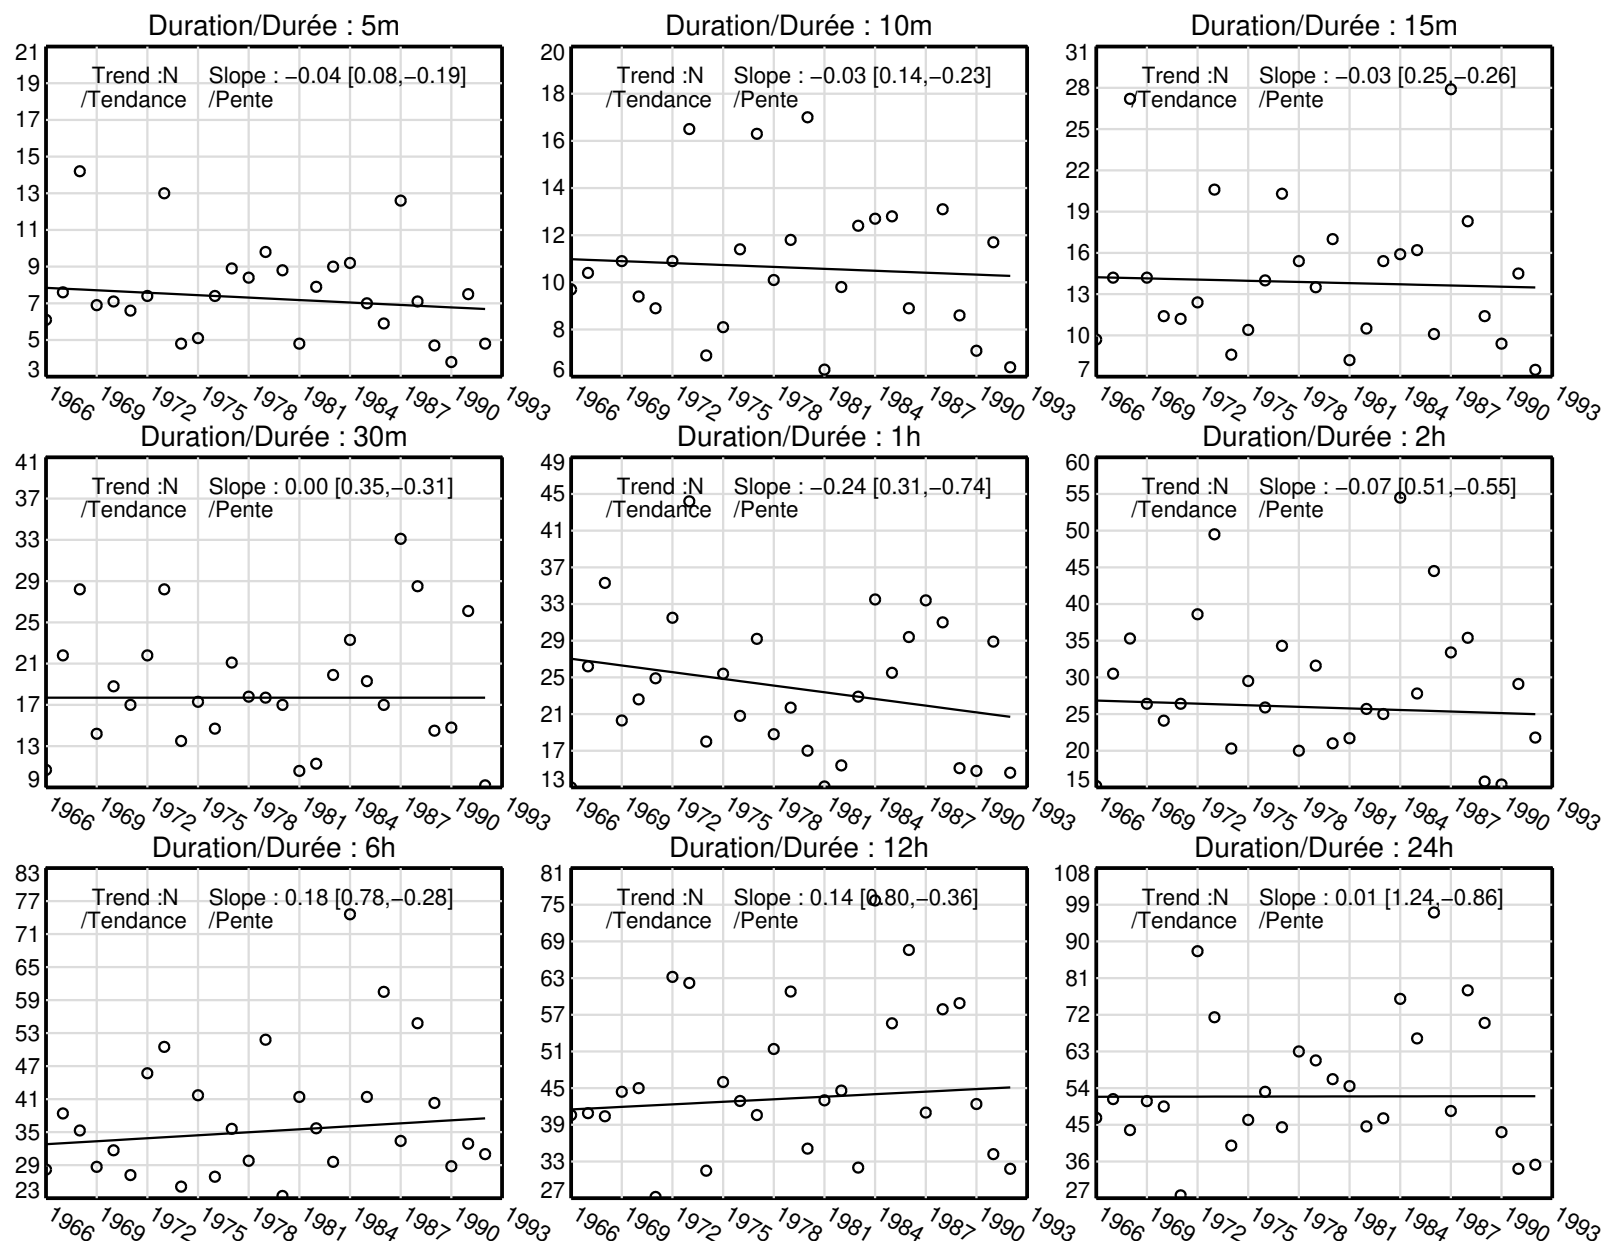 Duration/Durée : 5m
21
19
17
15
13
11
9
7
5
3
Trend :N Slope : −0.04 [0.08,−0.19]
/Tendance /Pente
1966 1969 1972 1975 1978 1981 1984 1987 1990 1993
Duration/Durée : 10m
20
18
16
14
12
10
8
6
Trend :N Slope : −0.03 [0.14,−0.23]
/Tendance /Pente
1966 1969 1972 1975 1978 1981 1984 1987 1990 1993
Duration/Durée : 15m
31
28
25
22
19
16
13
10
7
Trend :N Slope : −0.03 [0.25,−0.26]
/Tendance /Pente
1966 1969 1972 1975 1978 1981 1984 1987 1990 1993
Duration/Durée : 30m
41
37
33
29
25
21
17
13
9
Trend :N Slope : 0.00 [0.35,−0.31]
/Tendance /Pente
1966 1969 1972 1975 1978 1981 1984 1987 1990 1993
Duration/Durée : 1h
49
45
41
37
33
29
25
21
17
13
Trend :N Slope : −0.24 [0.31,−0.74]
/Tendance /Pente
1966 1969 1972 1975 1978 1981 1984 1987 1990 1993
Duration/Durée : 2h
60
55
50
45
40
35
30
25
20
15
Trend :N Slope : −0.07 [0.51,−0.55]
/Tendance /Pente
1966 1969 1972 1975 1978 1981 1984 1987 1990 1993
Duration/Durée : 6h
83
77
71
65
59
53
47
41
35
29
23
Trend :N Slope : 0.18 [0.78,−0.28]
/Tendance /Pente
1966 1969 1972 1975 1978 1981 1984 1987 1990 1993
Duration/Durée : 12h
81
75
69
63
57
51
45
39
33
27
Trend :N Slope : 0.14 [0.80,−0.36]
/Tendance /Pente
1966 1969 1972 1975 1978 1981 1984 1987 1990 1993
Duration/Durée : 24h
108
99
90
81
72
63
54
45
36
27
Trend :N Slope : 0.01 [1.24,−0.86]
/Tendance /Pente
1966 1969 1972 1975 1978 1981 1984 1987 1990 1993